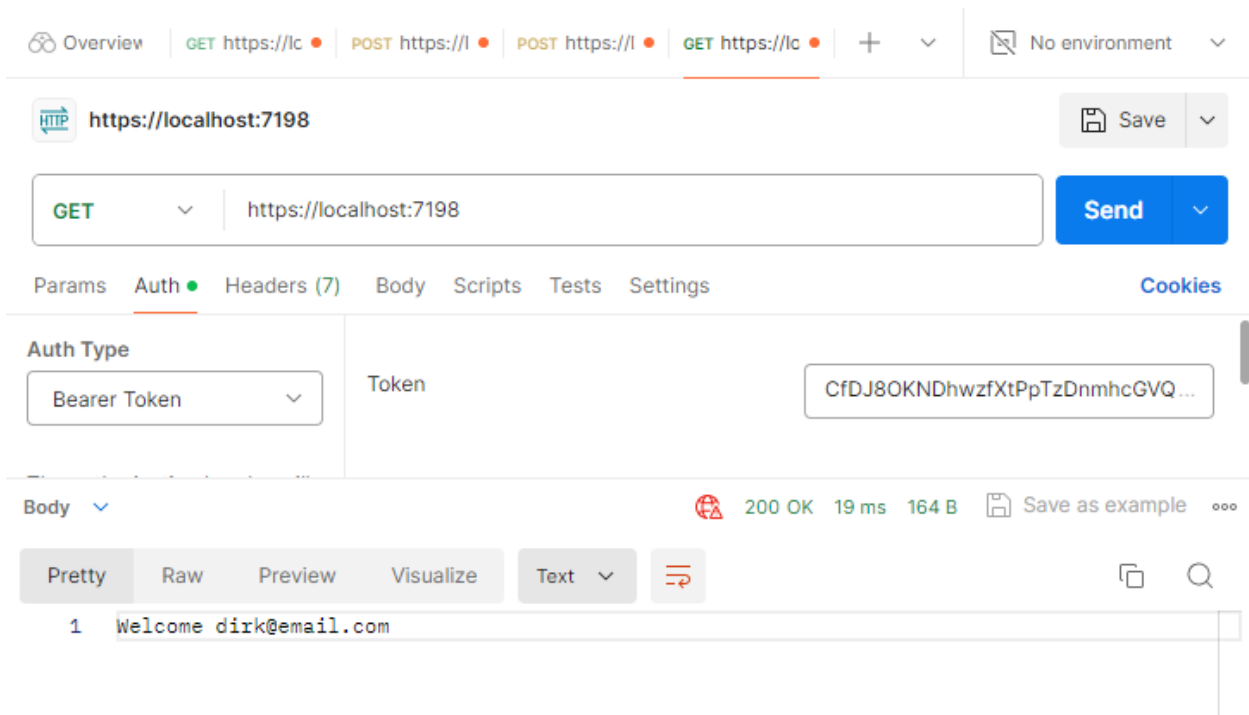 Overview GET https://lc POST https://l POST https://l GET https://lc No environment
HTTP https://localhost:7198 Save
GET https://localhost:7198 Send
Params Auth Headers (7) Body Scripts Tests Settings Cookies
Auth Type
Bearer Token
Token CfDJ8OKNDhwzfXtPpTzDnmhcGVQ...
Body 200 OK 19 ms 164 B Save as example
Pretty Raw Preview Visualize Text
1 Welcome dirk@email.com